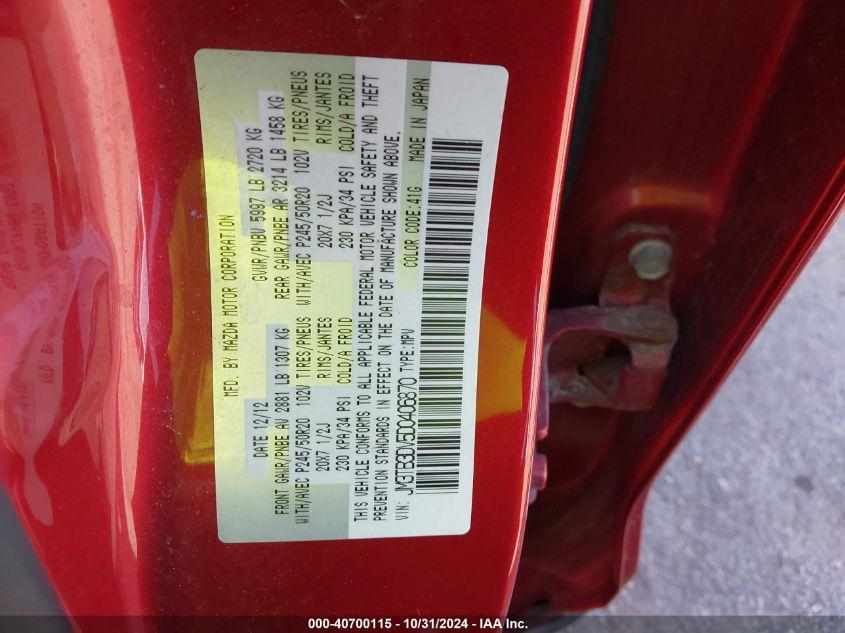 MFD. BY MAZDA MOTOR CORPORATION
DATE 12/12 GVWR/PNBV 5997 LB 2720 KG
FRONT GAWR/PNBE AV 2881 LB 1307 KG REAR GAWR/PNBE AR 3214 LB 1458 KG
WITH/AVEC P245/50R20 102V TIRES/PNEUS WITH/AVEC P245/50R20 102V TIRES/PNEUS
20X7 1/2J RIMS/JANTES 20X7 1/2J RIMS/JANTES
230 KPA/34 PSI COLD/A FROID 230 KPA/34 PSI COLD/A FROID
THIS VEHICLE CONFORMS TO ALL APPLICABLE FEDERAL MOTOR VEHICLE SAFETY AND THEFT
PREVENTION STANDARDS IN EFFECT ON THE DATE OF MANUFACTURE SHOWN ABOVE.
VIN: JM3TB3DV5D0406870 TYPE: MPV COLOR CODE: 41G MADE IN JAPAN
000-40700115 - 10/31/2024 - IAA Inc.